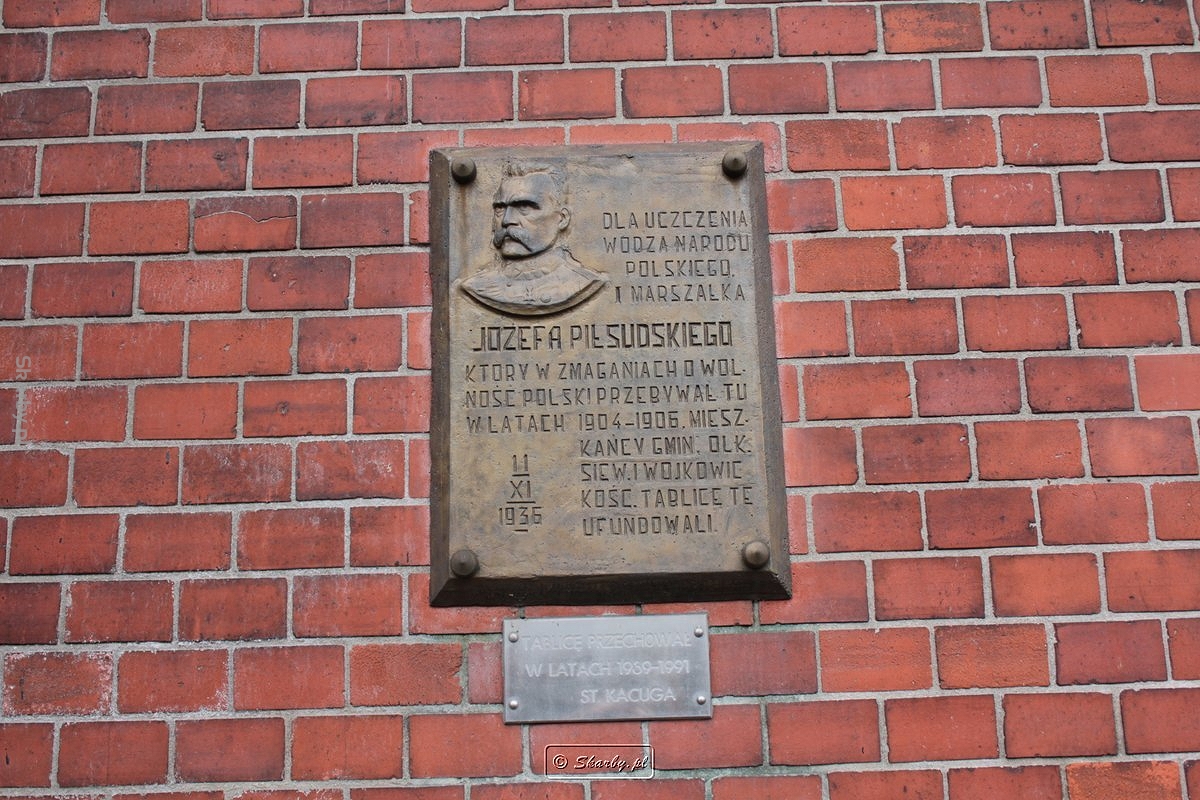 DLA UCZCZENIA
WODZA NARODU
POLSKIEGO,
I MARSZAŁKA
JÓZEFA PIŁSUDSKIEGO
KTÓRY W ZMAGANIACH O WOL-
NOŚĆ POLSKI PRZEBYWAŁ TU
W LATACH 1904-1906, MIESZ-
KAŃCY GMIN, OLK.
SIEW. I WOJKOWIC
KOŚC. TABLICĘ TĘ
UFUNDOWALI.
11
XI
1936
TABLICĘ PRZECHOWAŁ
W LATACH 1939-1991
ST KACUGA
© Skarby.pl